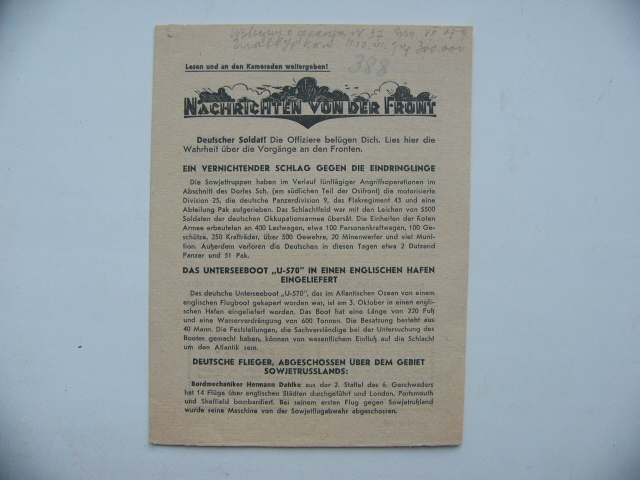 388
Lesen und an den Kameraden weitergeben!
NACHRICHTEN VON DER FRONT
Deutscher Soldat! Die Offiziere belügen Dich. Lies hier die
Wahrheit über die Vorgänge an den Fronten.
EIN VERNICHTENDER SCHLAG GEGEN DIE EINDRINGLINGE
Die Sowjettruppen haben im Verlauf fünftägiger Angriffsoperationen im
Abschnitt des Dorfes Sch. (am südlichen Teil der Ostfront) die motorisierte
Division 25, die deutsche Panzerdivision 9, das Flakregiment 43 und eine
Abteilung Pak aufgerieben. Das Schlachtfeld war mit den Leichen von 5500
Soldaten der deutschen Okkupationsarmee übersät. Die Einheiten der Roten
Armee erbeuteten an 400 Lastwagen, etwa 100 Personenkraftwagen, 100 Ge-
schütze, 250 Krafträder, über 500 Gewehre, 20 Minenwerfer und viel Muni-
tion. Außerdem verloren die Deutschen in diesen Tagen etwa 2 Dutzend
Panzer und 51 Pak.
DAS UNTERSEEBOOT „U-570" IN EINEN ENGLISCHEN HAFEN
EINGELIEFERT
Das deutsche Unterseeboot „U-570", das im Atlantischen Ozean von einem
englischen Flugboot gekapert worden war, ist am 3. Oktober in einen engli-
schen Hafen eingeliefert worden. Das Boot hat eine Länge von 220 Fuß
und eine Wasserverdrängung von 600 Tonnen. Die Besatzung besteht aus
40 Mann. Die Feststellungen, die Sachverständige bei der Untersuchung des
Bootes gemacht haben, können von wesentlichem Einfluß auf die Schlacht
um den Atlantik sein.
DEUTSCHE FLIEGER, ABGESCHOSSEN ÜBER DEM GEBIET
SOWJETRUSSLANDS:
Bordmechaniker Hermann Dahlke aus der 2. Staffel des 6. Geschwaders
hat 14 Flüge über englischen Städten durchgeführt und London, Portsmouth
und Sheffield bombardiert. Bei seinem ersten Flug gegen Sowjetrußland
wurde seine Maschine von der Sowjetflugabwehr abgeschossen.